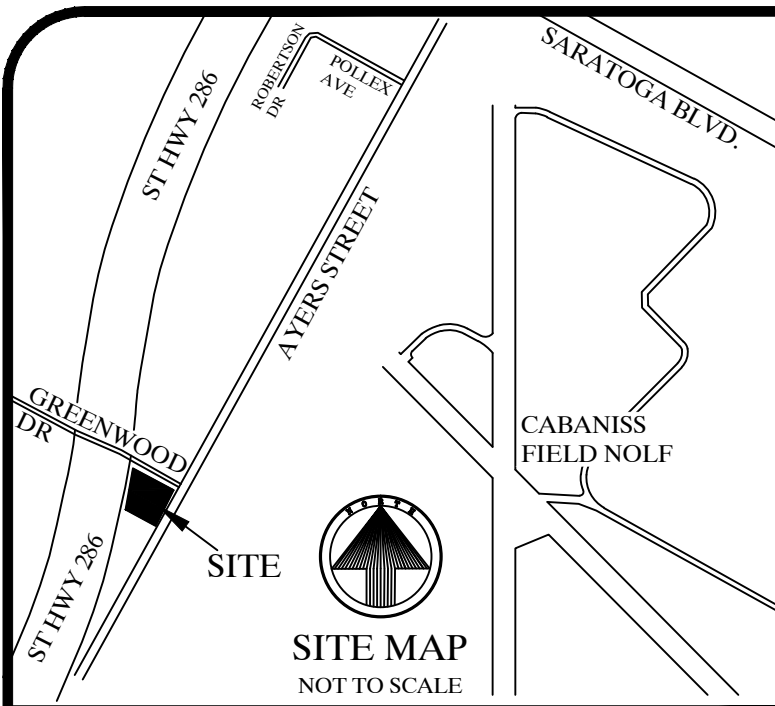 ROBERTSON
DR
POLLEX
AVE
SARATOGA BLVD.
ST HWY 286
AYERS STREET
GREENWOOD
DR
CABANISS
FIELD NOLF
NORTH
SITE
ST HWY 286
SITE MAP
NOT TO SCALE